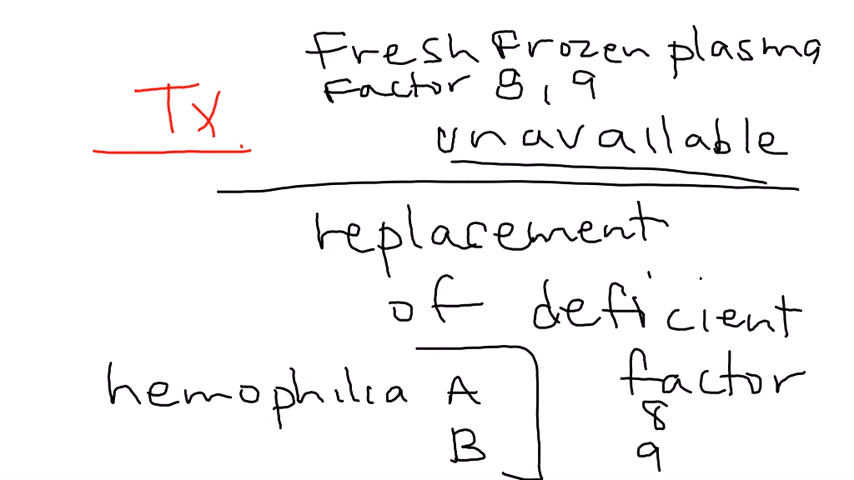 Tx
Fresh Frozen plasma
Factor 8, 9
unavailable
replacement
of deficient
factor
hemophilia A 8
B 9